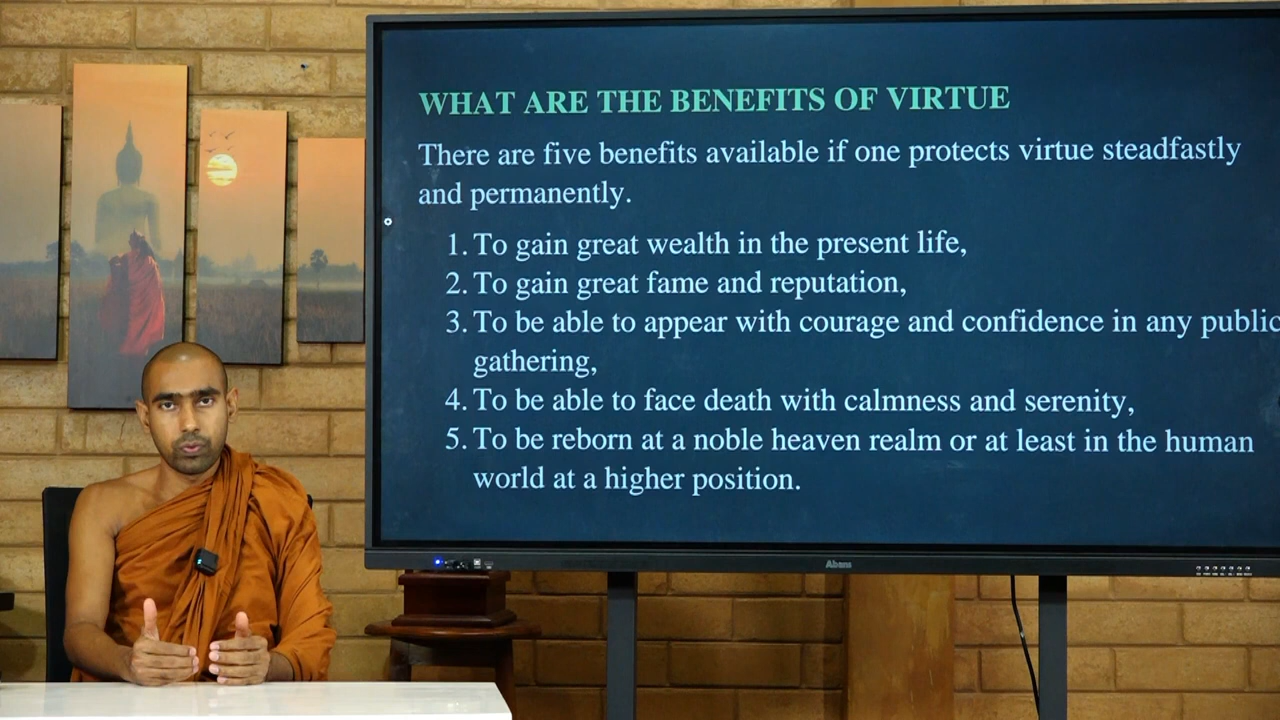 WHAT ARE THE BENEFITS OF VIRTUE
There are five benefits available if one protects virtue steadfastly
and permanently.
1. To gain great wealth in the present life,
2. To gain great fame and reputation,
3. To be able to appear with courage and confidence in any public
gathering,
4. To be able to face death with calmness and serenity,
5. To be reborn at a noble heaven realm or at least in the human
world at a higher position.
Abans